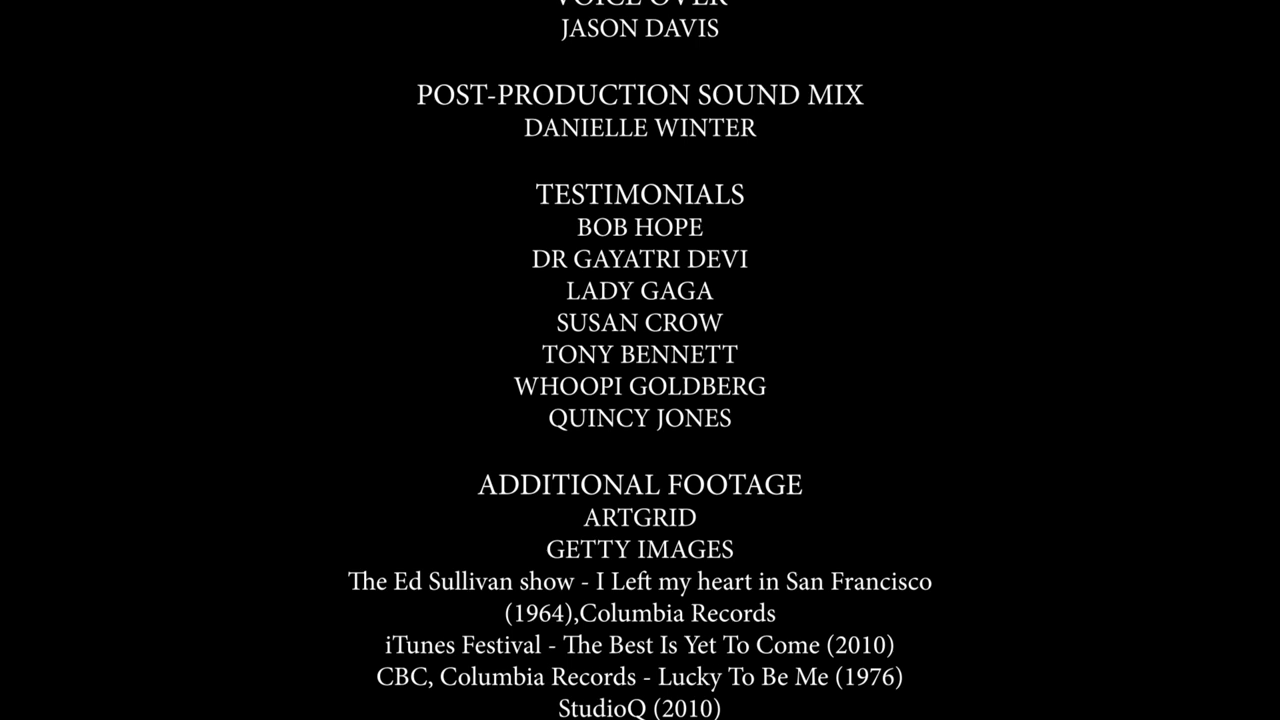 VOICE OVER
JASON DAVIS
POST-PRODUCTION SOUND MIX
DANIELLE WINTER
TESTIMONIALS
BOB HOPE
DR GAYATRI DEVI
LADY GAGA
SUSAN CROW
TONY BENNETT
WHOOPI GOLDBERG
QUINCY JONES
ADDITIONAL FOOTAGE
ARTGRID
GETTY IMAGES
The Ed Sullivan show - I Left my heart in San Francisco
(1964),Columbia Records
iTunes Festival - The Best Is Yet To Come (2010)
CBC, Columbia Records - Lucky To Be Me (1976)
StudioQ (2010)